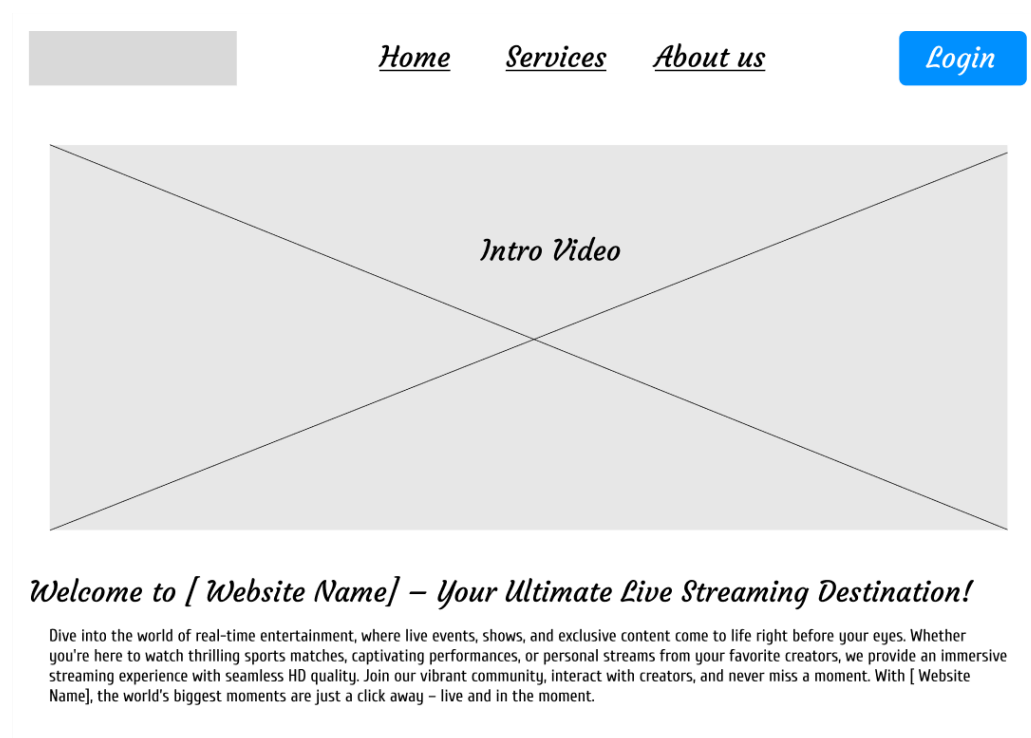 Home Services About us Login
Intro Video
Welcome to [ Website Name] – Your Ultimate Live Streaming Destination!
Dive into the world of real-time entertainment, where live events, shows, and exclusive content come to life right before your eyes. Whether
you're here to watch thrilling sports matches, captivating performances, or personal streams from your favorite creators, we provide an immersive
streaming experience with seamless HD quality. Join our vibrant community, interact with creators, and never miss a moment. With [ Website
Name], the world's biggest moments are just a click away – live and in the moment.